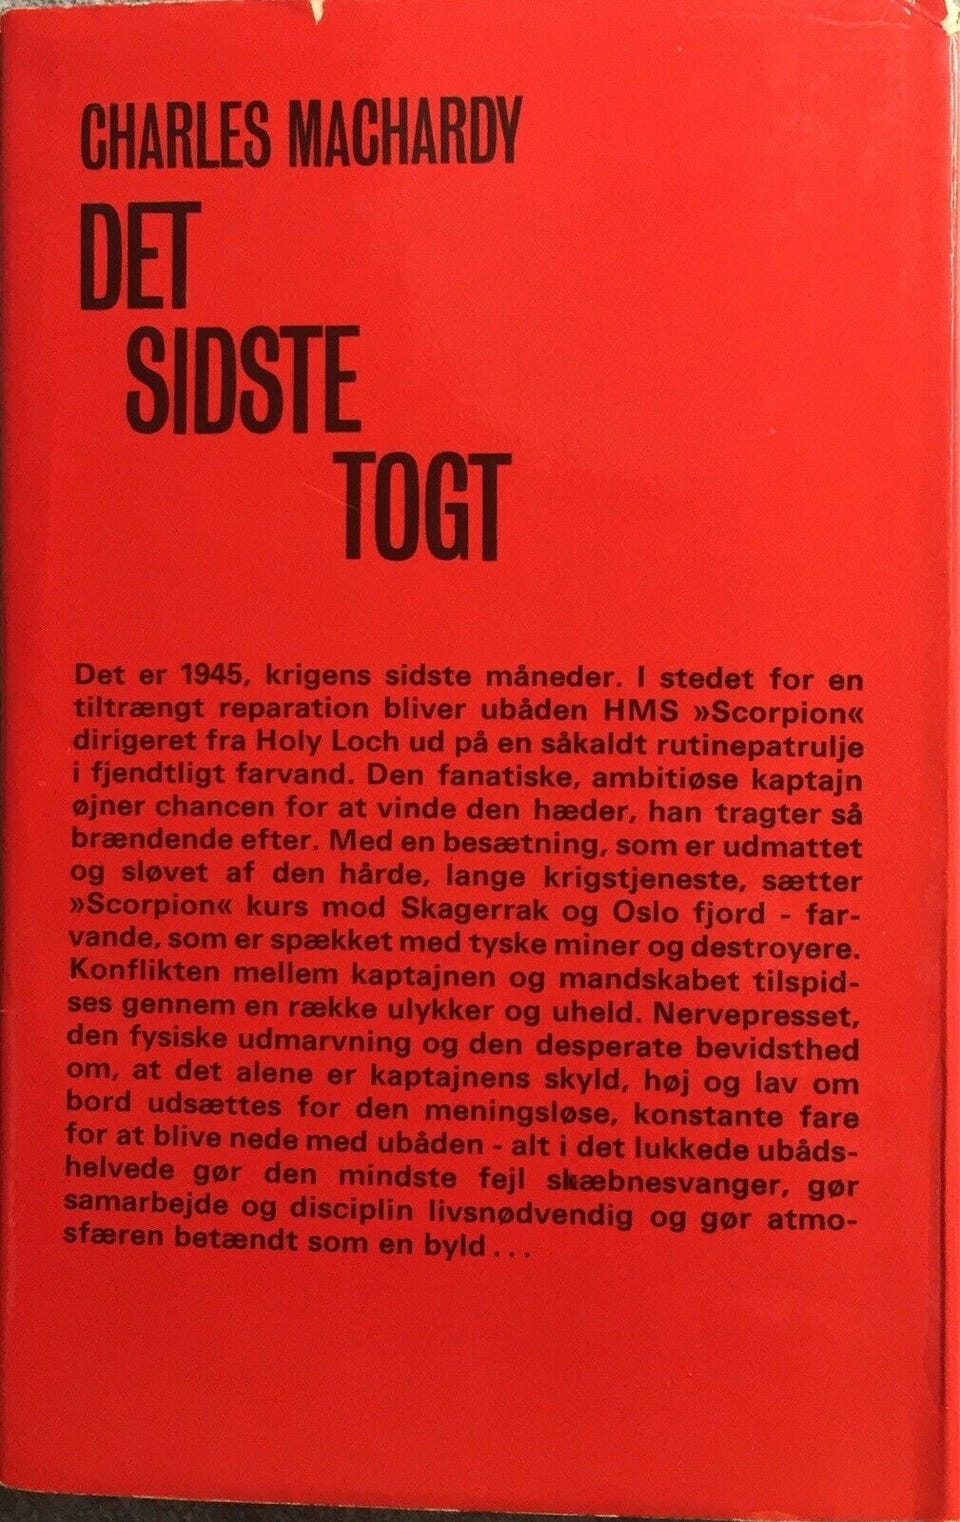 CHARLES MACHARDY
DET
SIDSTE
TOGT
Det er 1945, krigens sidste måneder. I stedet for en
tiltrængt reparation bliver ubåden HMS »Scorpion«
dirigeret fra Holy Loch ud på en såkaldt rutinepatrulje
i fjendtligt farvand. Den fanatiske, ambitiøse kaptajn
øjner chancen for at vinde den hæder, han tragter så
brændende efter. Med en besætning, som er udmattet
og sløvet af den hårde, lange krigstjeneste, sætter
»Scorpion« kurs mod Skagerrak og Oslo fjord - far-
vande, som er spækket med tyske miner og destroyere.
Konflikten mellem kaptajnen og mandskabet tilspid-
ses gennem en række ulykker og uheld. Nervepresset,
den fysiske udmarvning og den desperate bevidsthed
om, at det alene er kaptajnens skyld, høj og lav om
bord udsættes for den meningsløse, konstante fare
for at blive nede med ubåden - alt i det lukkede ubåds-
helvede gør den mindste fejl skæbnesvanger, gør
samarbejde og disciplin livsnødvendig og gør atmo-
sfæren betændt som en byld...